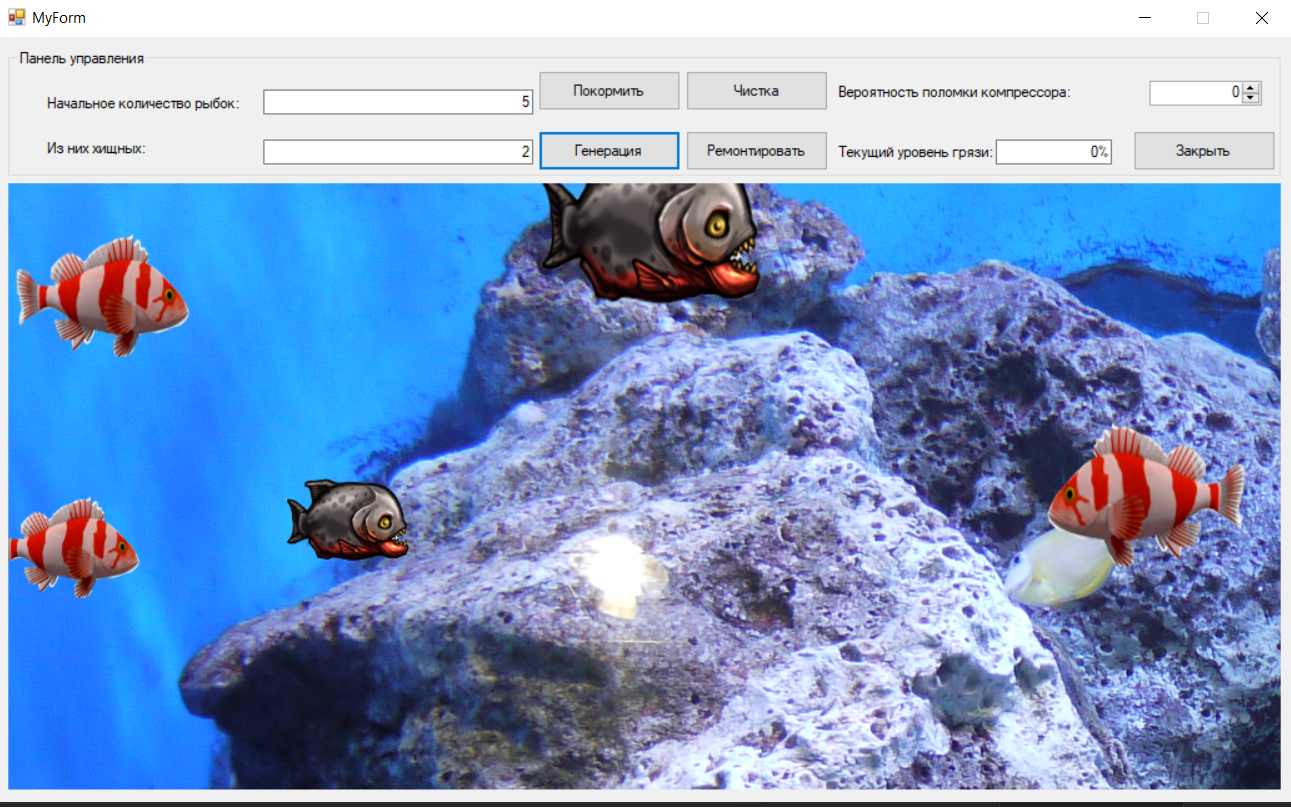 MyForm
Панель управления
Начальное количество рыбок: 5 Покормить Чистка Вероятность поломки компрессора: 0
Из них хищных: 2 Генерация Ремонтировать Текущий уровень грязи: 0% Закрыть